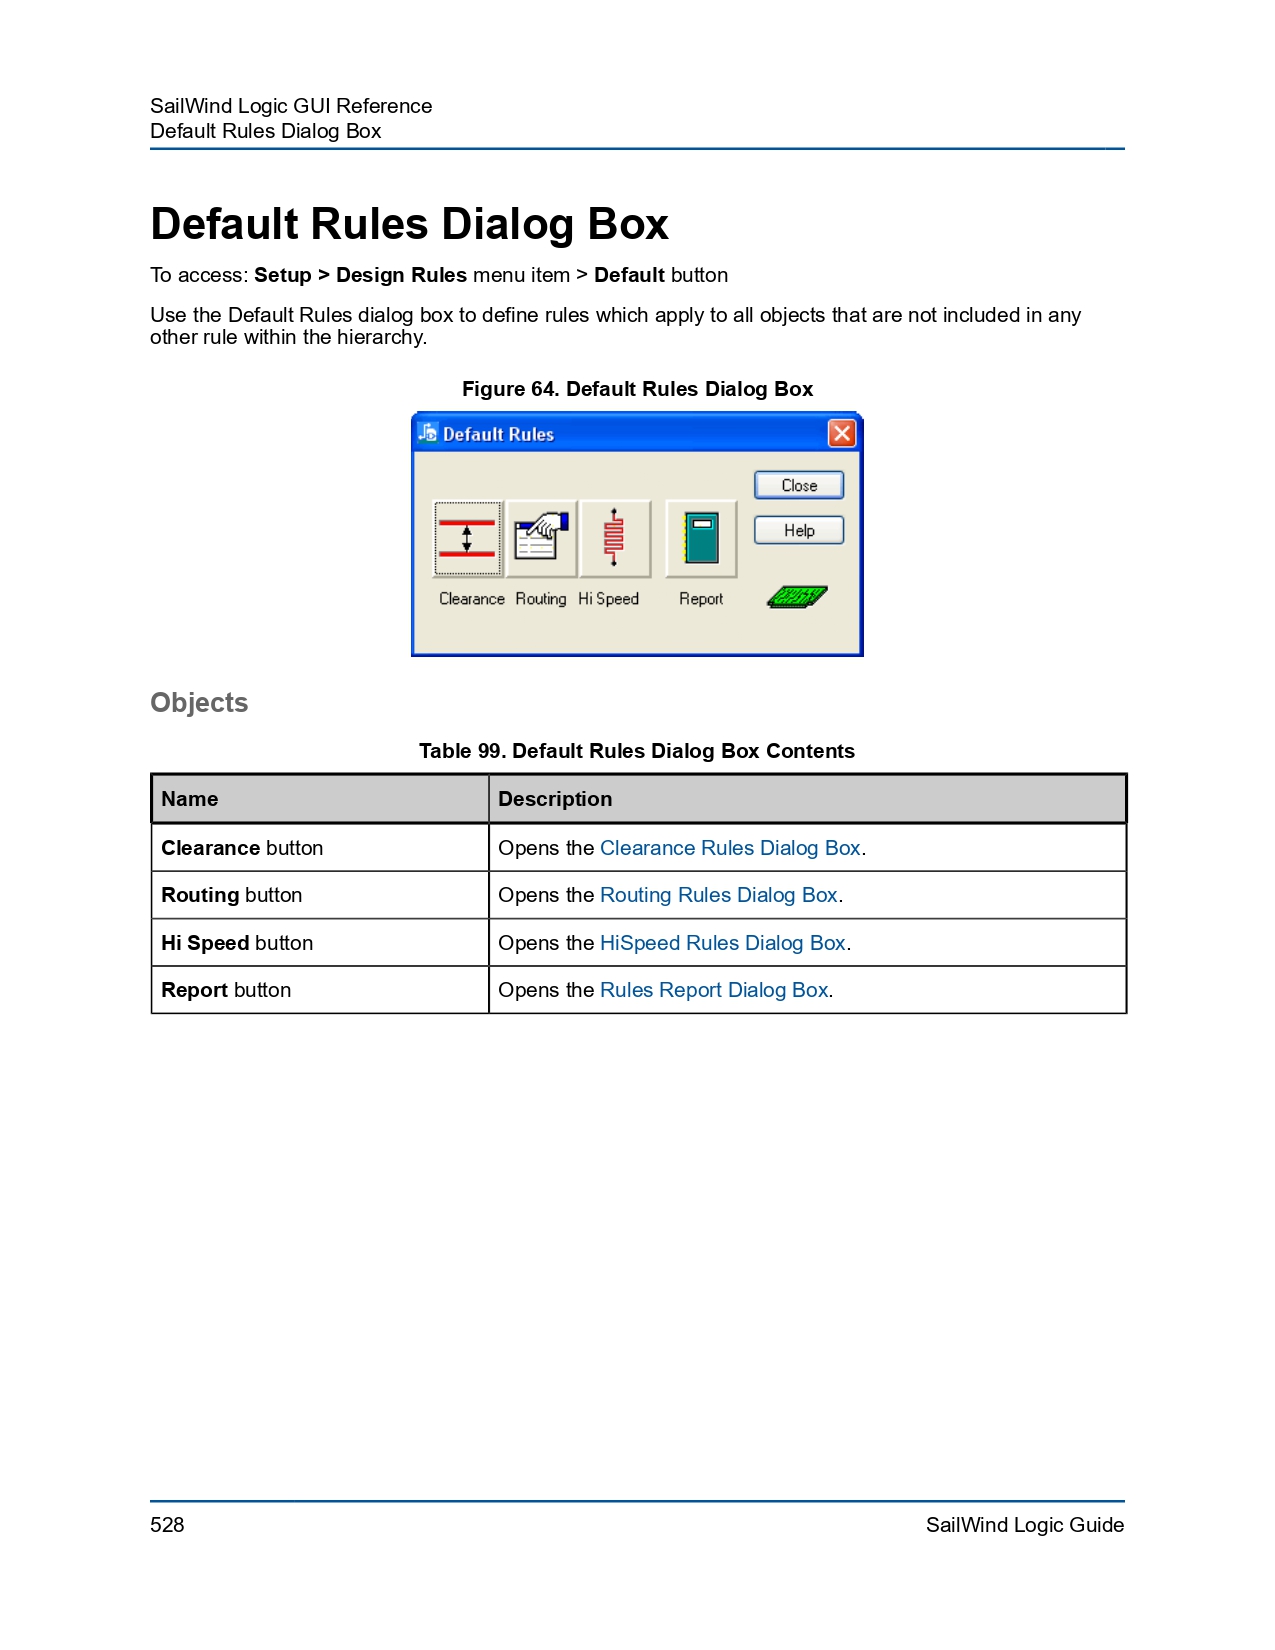 SailWind Logic GUI Reference
Default Rules Dialog Box
Default Rules Dialog Box
To access: Setup > Design Rules menu item > Default button
Use the Default Rules dialog box to define rules which apply to all objects that are not included in any
other rule within the hierarchy.
Figure 64. Default Rules Dialog Box
Default Rules
Close
Help
Clearance Routing Hi Speed Report
Objects
Table 99. Default Rules Dialog Box Contents
Name Description
Clearance button Opens the Clearance Rules Dialog Box.
Routing button Opens the Routing Rules Dialog Box.
Hi Speed button Opens the HiSpeed Rules Dialog Box.
Report button Opens the Rules Report Dialog Box.
528 SailWind Logic Guide